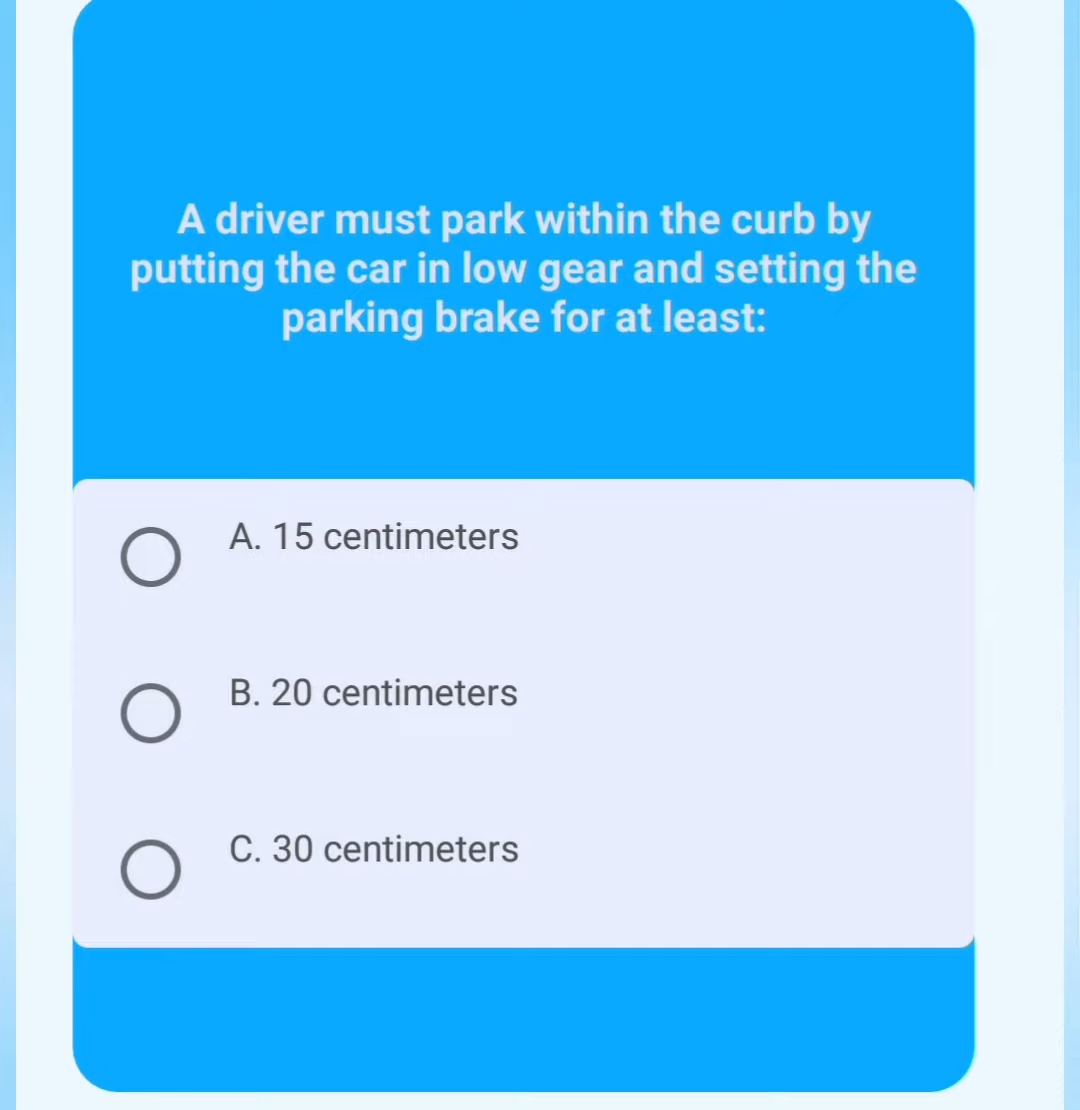 A driver must park within the curb by
putting the car in low gear and setting the
parking brake for at least:
A. 15 centimeters
B. 20 centimeters
C. 30 centimeters